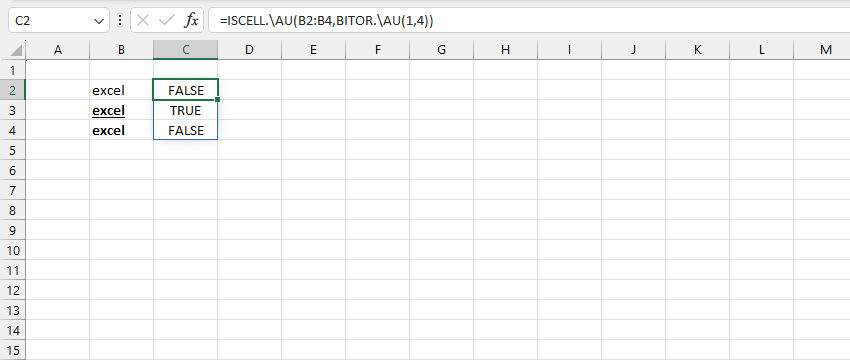 C2 fx =ISCELL.\AU(B2:B4,BITOR.\AU(1,4))
A B C D E F G H I J K L M
1
2 excel FALSE
3 excel TRUE
4 excel FALSE
5
6
7
8
9
10
11
12
13
14
15